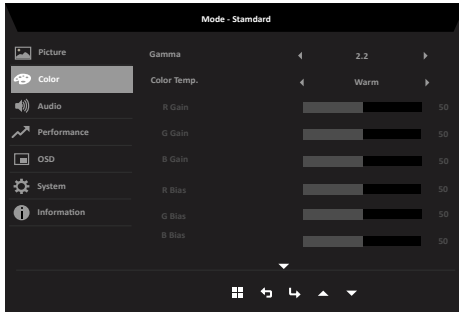 Mode - Stamdard
Picture
Gamma 2.2
Color
Color Temp. Warm
Audio
R Gain 50
Performance
G Gain 50
OSD
B Gain 50
System
R Bias 50
Information
G Bias 50
B Bias 50